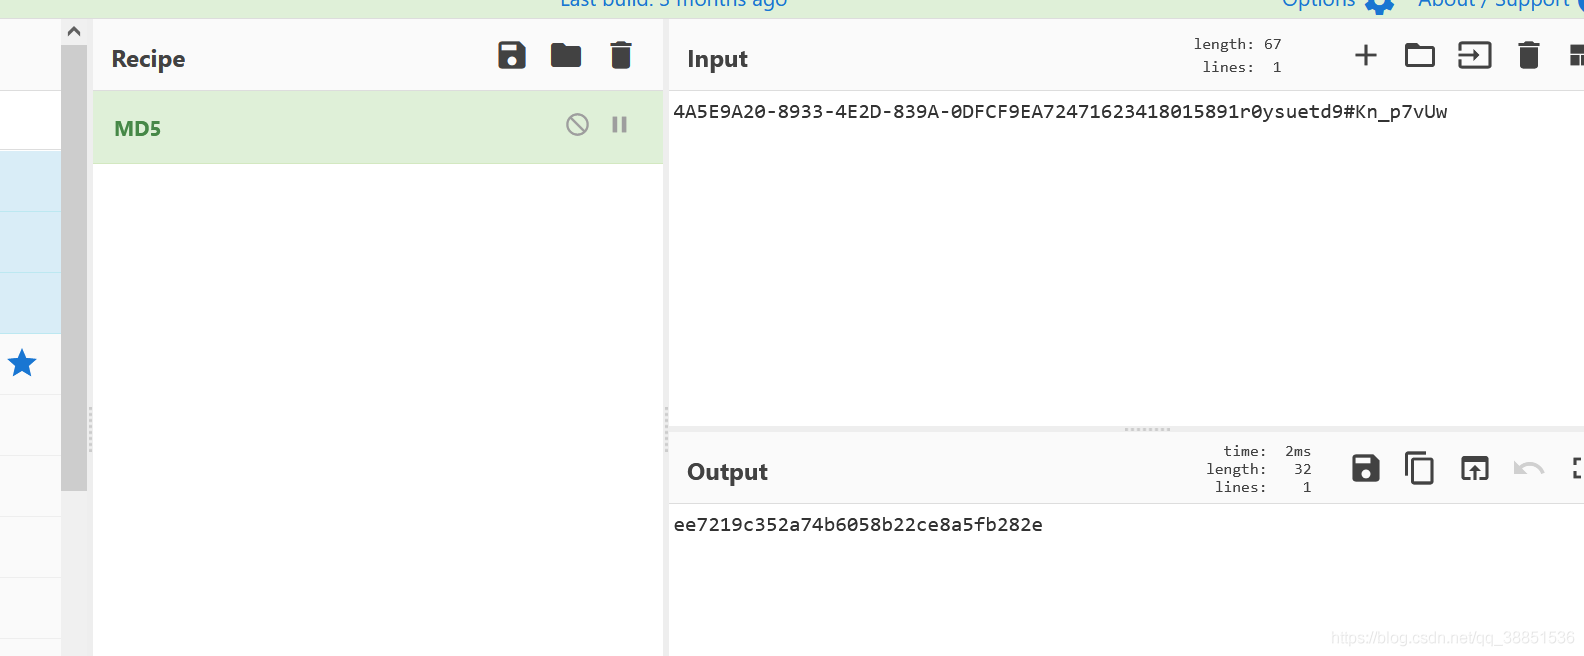 Last build: 3 months ago
Options
About / Support
Recipe
MD5
Input
length: 67
lines: 1
4A5E9A20-8933-4E2D-839A-0DFCF9EA72471623418015891r0ysuetd9#Kn_p7vUw
Output
time: 2ms
length: 32
lines: 1
ee7219c352a74b6058b22ce8a5fb282e
https://blog.csdn.net/qq_38851536